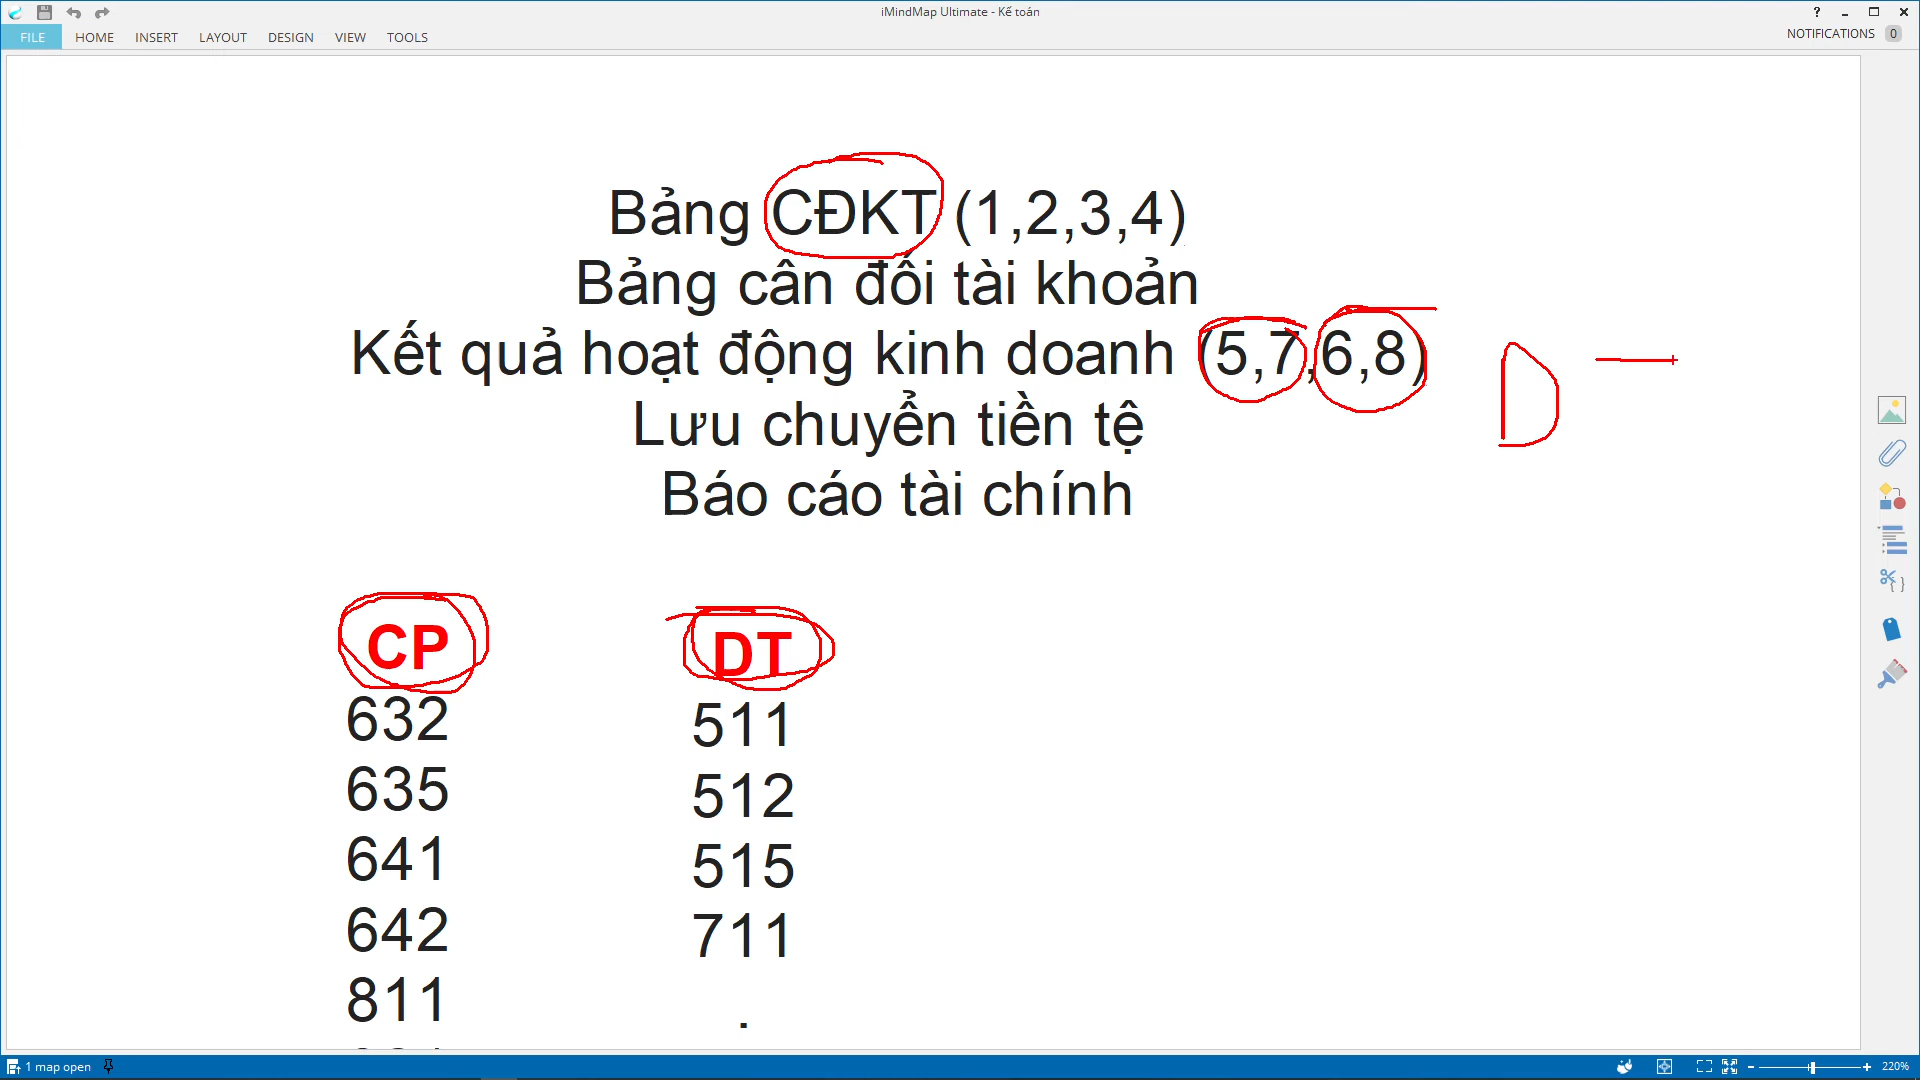 iMindMap Ultimate - Kế toán
?
FILE HOME INSERT LAYOUT DESIGN VIEW TOOLS
NOTIFICATIONS 0
Bảng CĐKT (1,2,3,4)
Bảng cân đối tài khoản
Kết quả hoạt động kinh doanh (5,7,6,8)
D —
Lưu chuyển tiền tệ
Báo cáo tài chính
CP DT
632 511
635 512
641 515
642 711
811 .
1 map open
220%